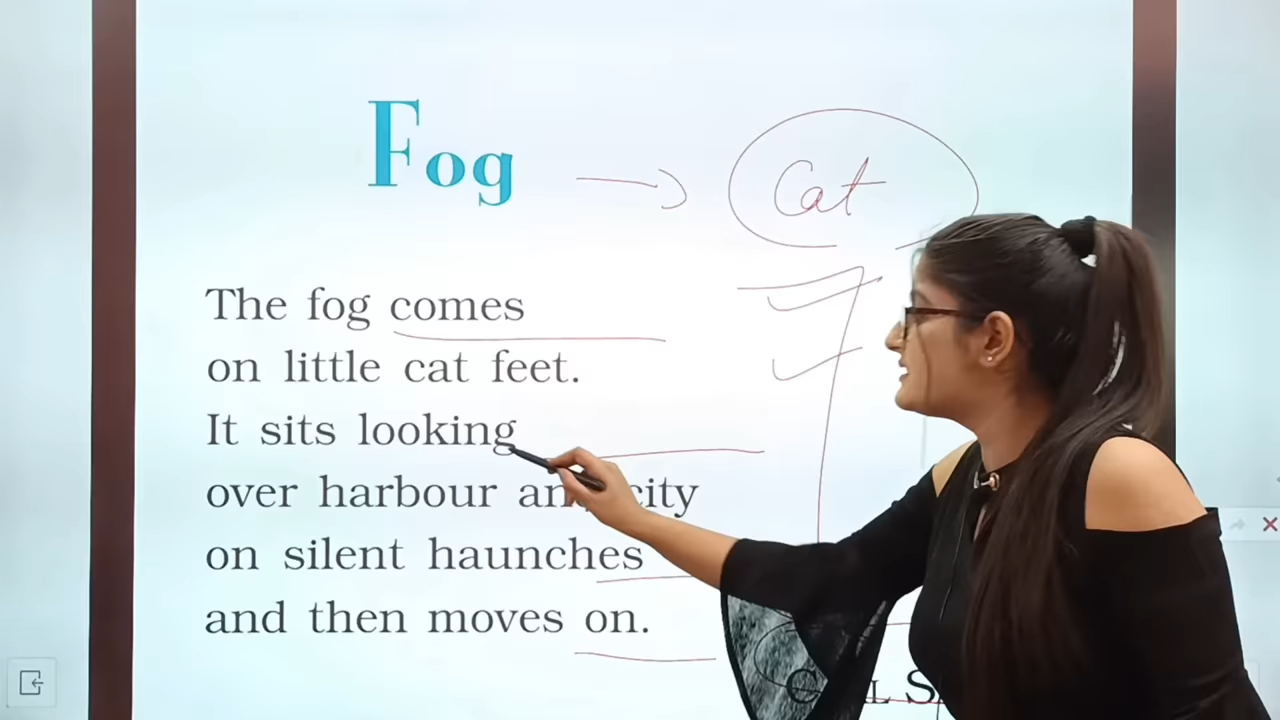 Fog
Cat
The fog comes
on little cat feet.
It sits looking
over harbour and city
on silent haunches
and then moves on.